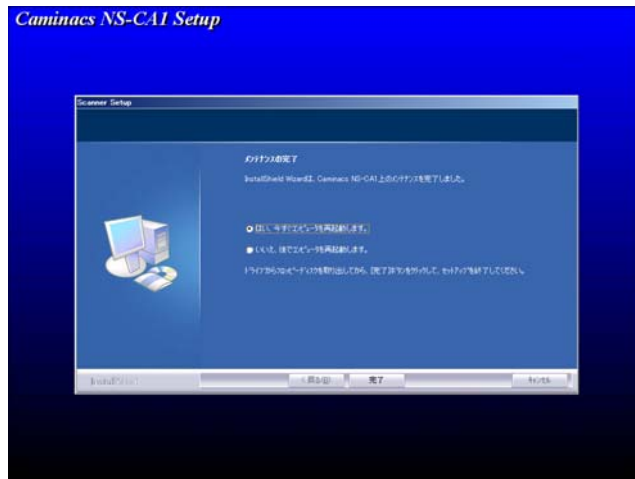 Caminacs NS-CA1 Setup
Scanner Setup
メンテナンスの完了
InstallShield Wizardは、Caminacs NS-CA1 上のメンテナンスを完了しました。
はい、今すぐコンピュータを再起動します。
いいえ、後でコンピュータを再起動します。
ドライブからフロッピーディスクを取り出してから、[完了]ボタンをクリックして、セットアップを終了してください。
InstallShield
< 戻る(B)
完了
キャンセル